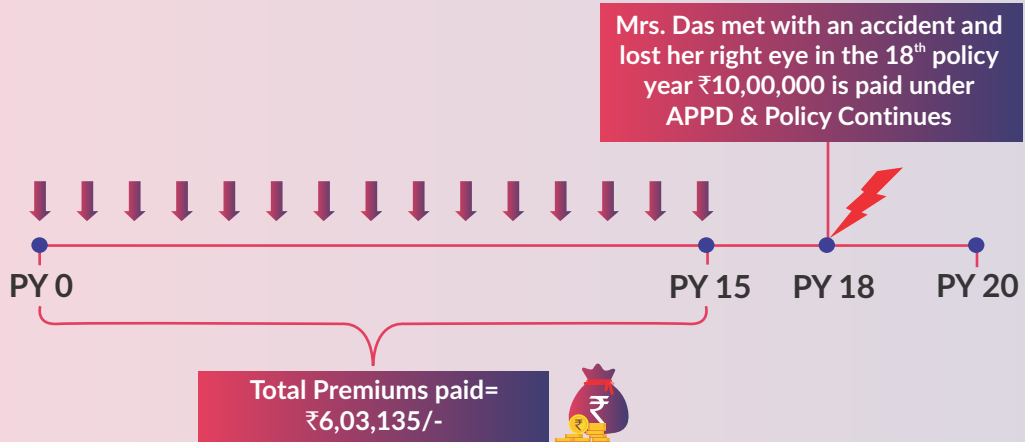 Mrs. Das met with an accident and
lost her right eye in the 18th policy
year ₹10,00,000 is paid under
APPD & Policy Continues
PY 0
PY 15
PY 18
PY 20
Total Premiums paid=
₹6,03,135/-
₹
₹